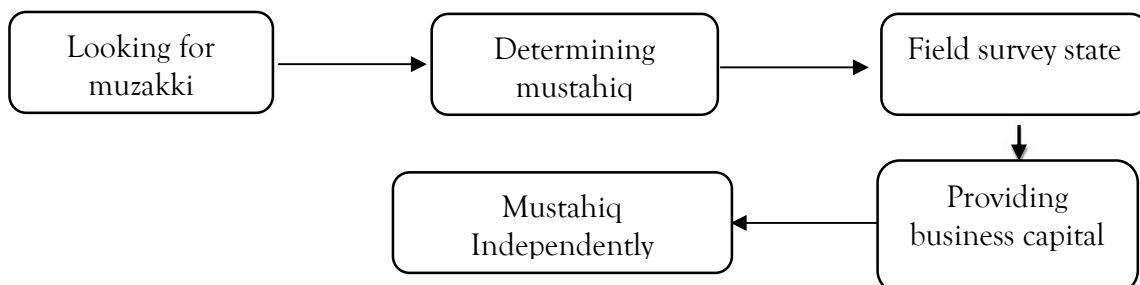 Looking for
muzakki
Determining
mustahiq
Field survey state
Providing
business capital
Mustahiq
Independently